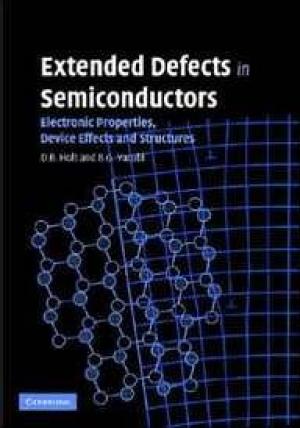 Extended Defects in
Semiconductors
Electronic Properties,
Device Effects and Structures
D.B. Holt and B.G. Yacobi
CAMBRIDGE